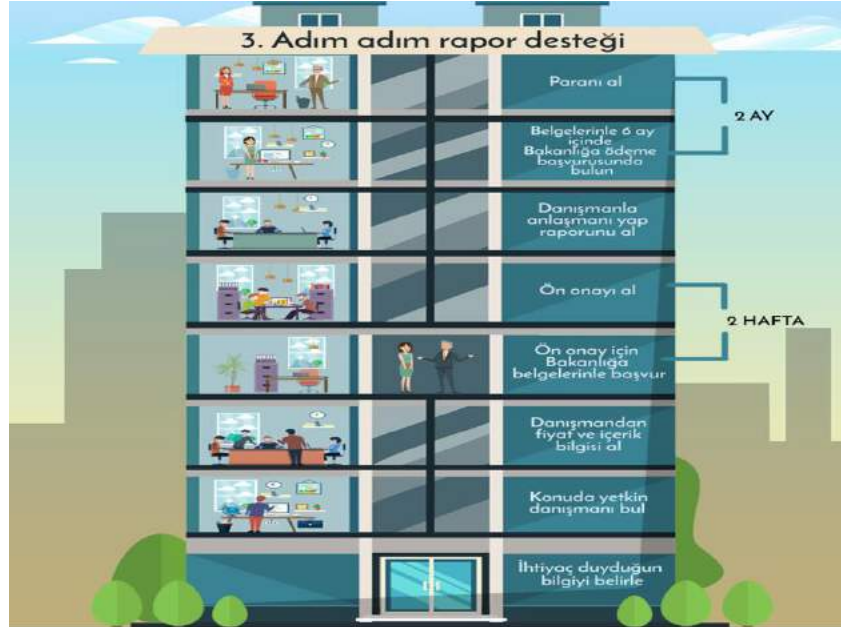 3. Adım adım rapor desteği
Paranı al
2 AY
Belgelerinle 6 ay
içinde
Bakanlığa ödeme
başvurusunda
bulun
Danışmanla
anlaşmanı yap
raporunu al
Ön onayı al
2 HAFTA
Ön onay için
Bakanlığa
belgelerinle başvur
Danışmandan
fiyat ve içerik
bilgisi al
Konuda yetkin
danışmanı bul
İhtiyaç duyduğun
bilgiyi belirle